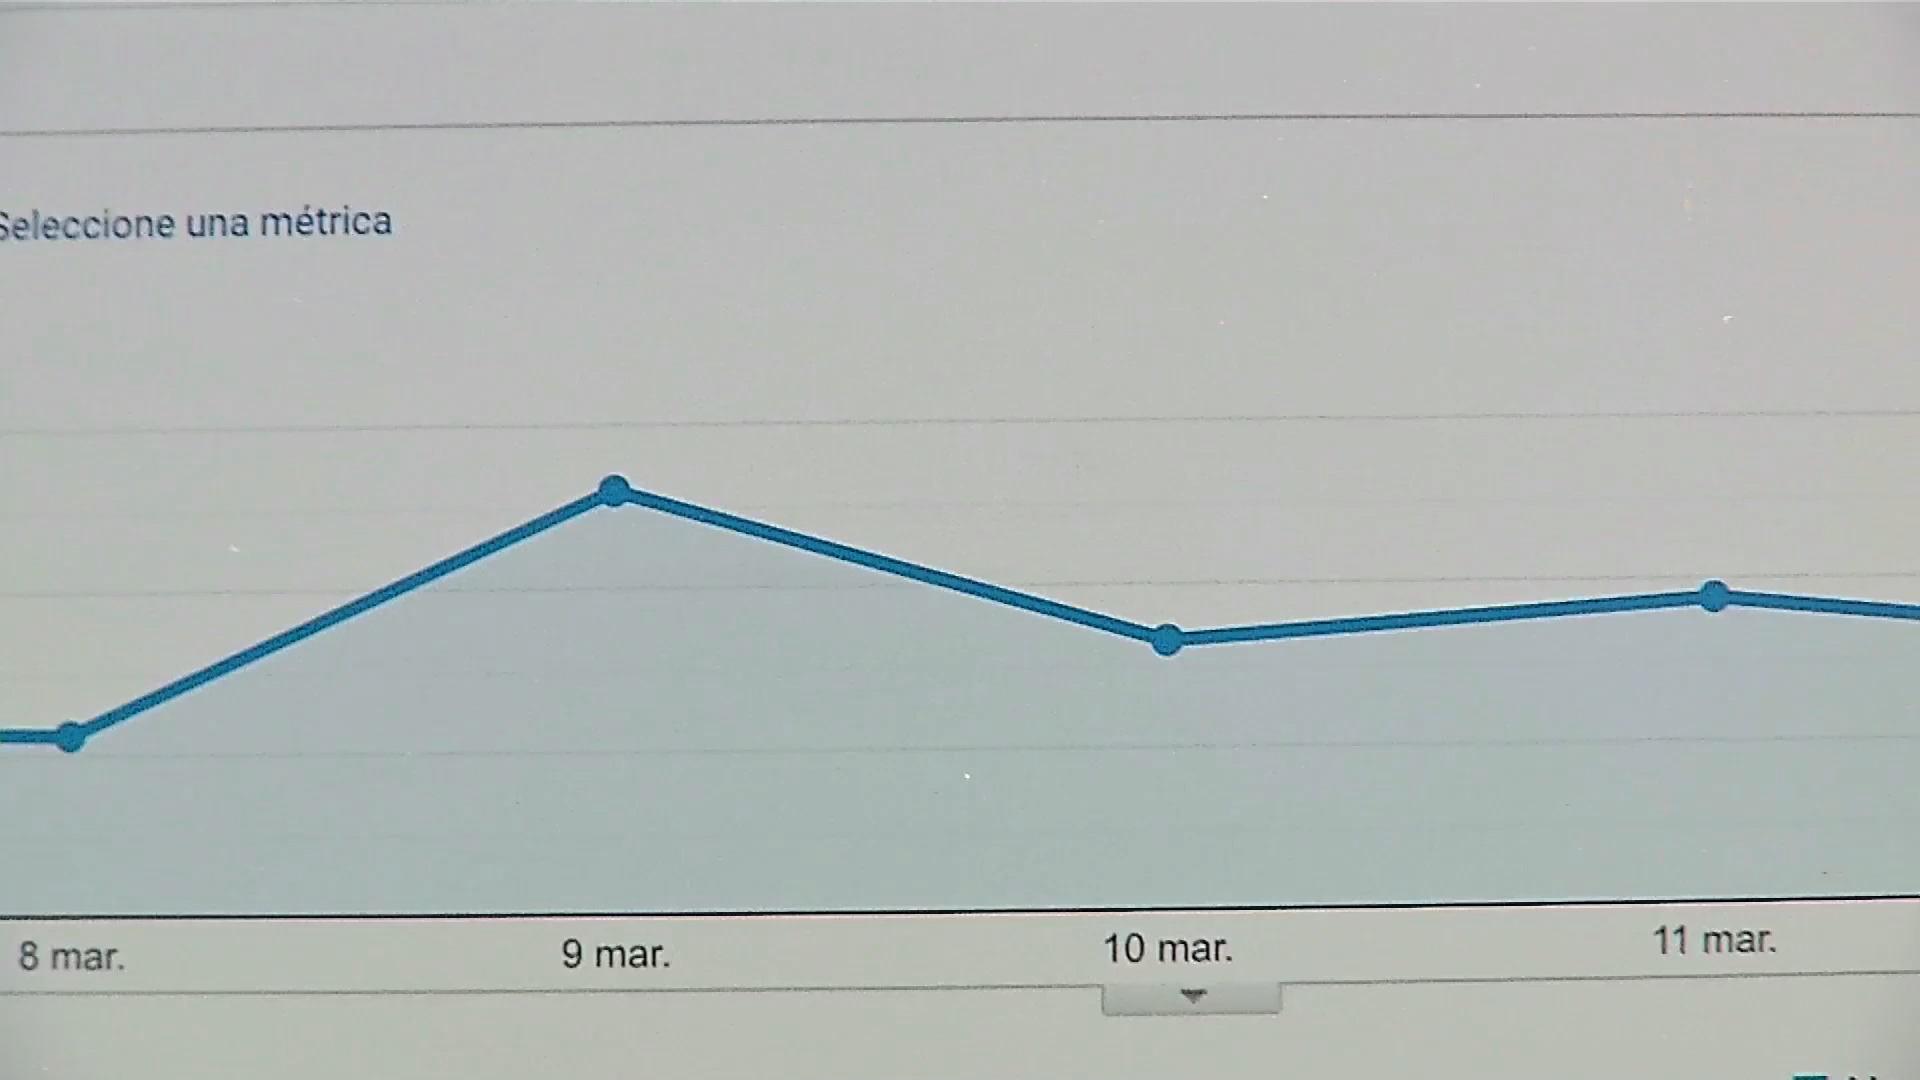 Seleccione una métrica
8 mar.
9 mar.
10 mar.
11 mar.